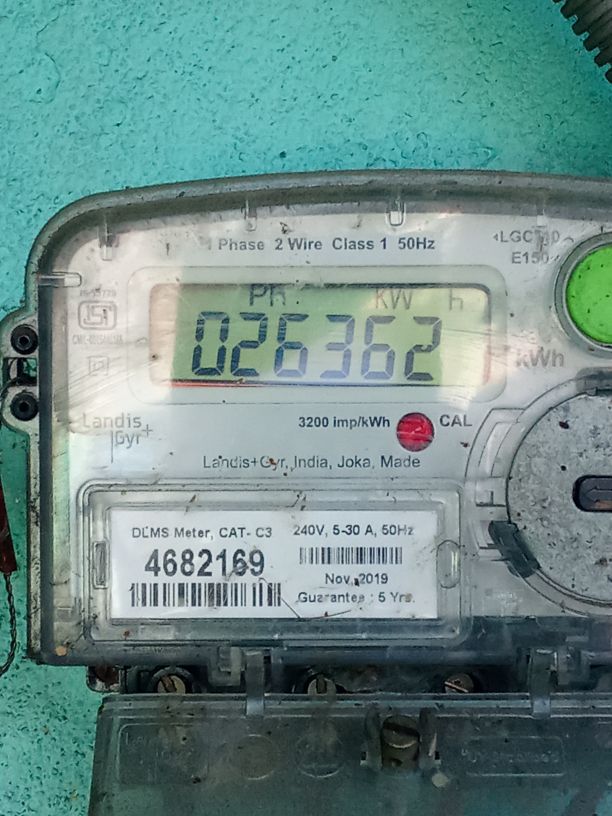 Phase 2 Wire Class 1 50Hz
E150
Ph kW h
026362
kWh
Landis
Gyr+
3200 imp/kWh CAL
Landis+Gyr, India, Joka, Made
DLMS Meter, CAT- C3 240V, 5-30 A, 50Hz
4682169
Nov, 2019
Guarantee : 5 Yrs.